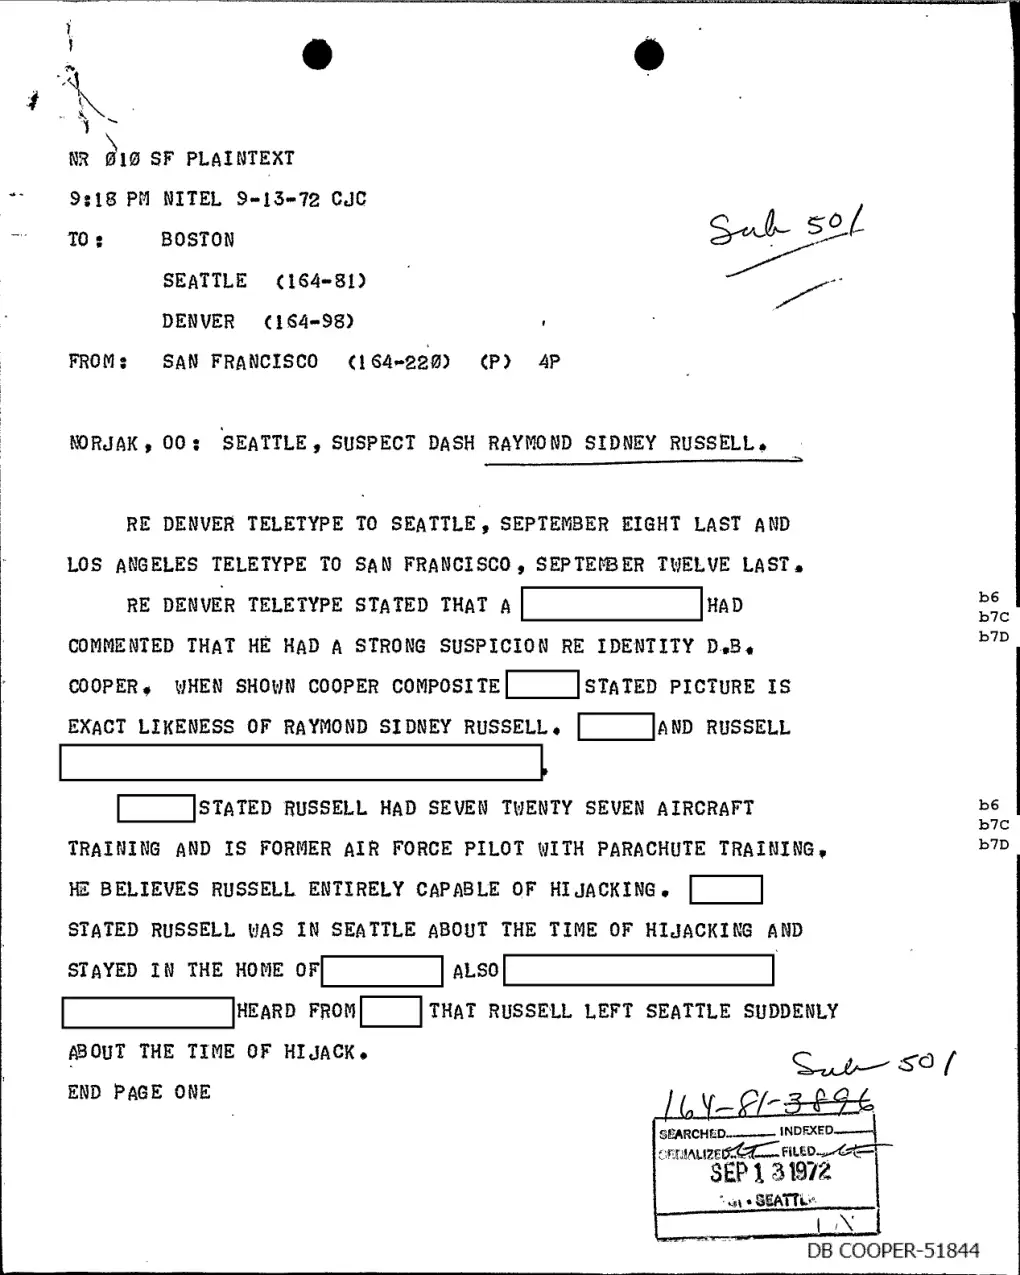 NR 010 SF PLAINTEXT
9:18 PM NITEL 9-13-72 CJC
TO: BOSTON
Sub 501
SEATTLE (164-81)
DENVER (164-98)
FROM: SAN FRANCISCO (164-220) (P) 4P
NORJAK, OO: SEATTLE, SUSPECT DASH RAYMOND SIDNEY RUSSELL.
RE DENVER TELETYPE TO SEATTLE, SEPTEMBER EIGHT LAST AND
LOS ANGELES TELETYPE TO SAN FRANCISCO, SEPTEMBER TWELVE LAST.
RE DENVER TELETYPE STATED THAT A HAD
b6
b7C
b7D
COMMENTED THAT HE HAD A STRONG SUSPICION RE IDENTITY D.B.
COOPER. WHEN SHOWN COOPER COMPOSITE STATED PICTURE IS
EXACT LIKENESS OF RAYMOND SIDNEY RUSSELL. AND RUSSELL
.
STATED RUSSELL HAD SEVEN TWENTY SEVEN AIRCRAFT
b6
b7C
b7D
TRAINING AND IS FORMER AIR FORCE PILOT WITH PARACHUTE TRAINING,
HE BELIEVES RUSSELL ENTIRELY CAPABLE OF HIJACKING.
STATED RUSSELL WAS IN SEATTLE ABOUT THE TIME OF HIJACKING AND
STAYED IN THE HOME OF ALSO
HEARD FROM THAT RUSSELL LEFT SEATTLE SUDDENLY
ABOUT THE TIME OF HIJACK.
END PAGE ONE
Sub 501
164-81-3896
SEARCHED INDEXED
SERIALIZED FILED
SEP 13 1972
SEATTLE
DB COOPER-51844